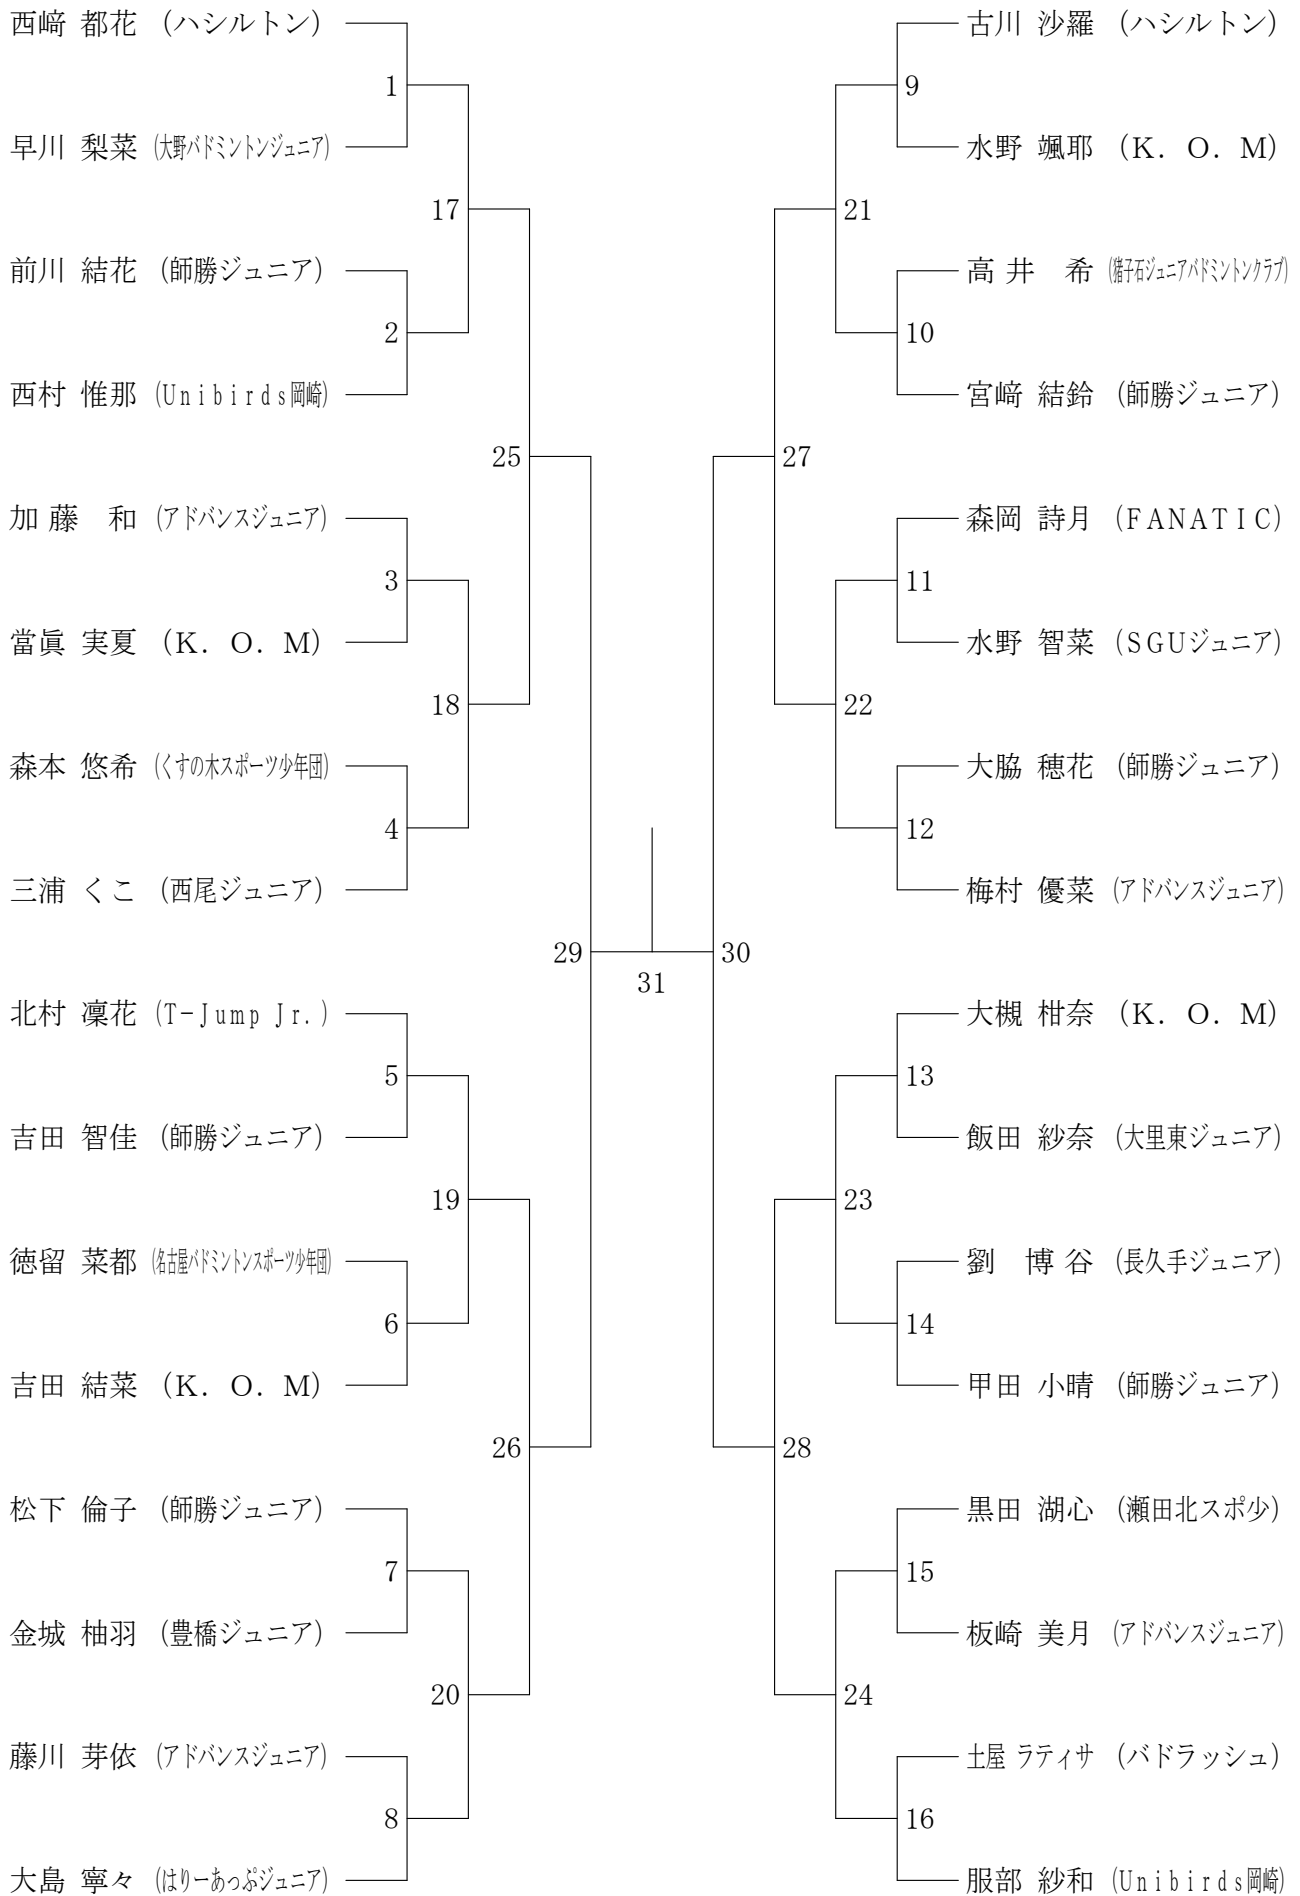 西﨑 都花 (ハシルトン)
1
早川 梨菜 (大野バドミントンジュニア)
17
前川 結花 (師勝ジュニア)
2
西村 惟那 (Unibirds岡崎)
25
加藤 和 (アドバンスジュニア)
3
當眞 実夏 (K. O. M)
18
森本 悠希 (くすの木スポーツ少年団)
4
三浦 くこ (西尾ジュニア)
29
北村 凜花 (T-Jump Jr.)
5
吉田 智佳 (師勝ジュニア)
19
徳留 菜都 (名古屋バドミントンスポーツ少年団)
6
吉田 結菜 (K. O. M)
26
松下 倫子 (師勝ジュニア)
7
金城 柚羽 (豊橋ジュニア)
20
藤川 芽依 (アドバンスジュニア)
8
大島 寧々 (はりーあっぷジュニア)
31
古川 沙羅 (ハシルトン)
9
水野 颯耶 (K. O. M)
21
高井 希 (猪子石ジュニアバドミントンクラブ)
10
宮﨑 結鈴 (師勝ジュニア)
27
森岡 詩月 (FANATIC)
11
水野 智菜 (SGUジュニア)
22
大脇 穂花 (師勝ジュニア)
12
梅村 優菜 (アドバンスジュニア)
30
大槻 柑奈 (K. O. M)
13
飯田 紗奈 (大里東ジュニア)
23
劉 博谷 (長久手ジュニア)
14
甲田 小晴 (師勝ジュニア)
28
黒田 湖心 (瀬田北スポ少)
15
板崎 美月 (アドバンスジュニア)
24
土屋 ラティサ (バドラッシュ)
16
服部 紗和 (Unibirds岡崎)